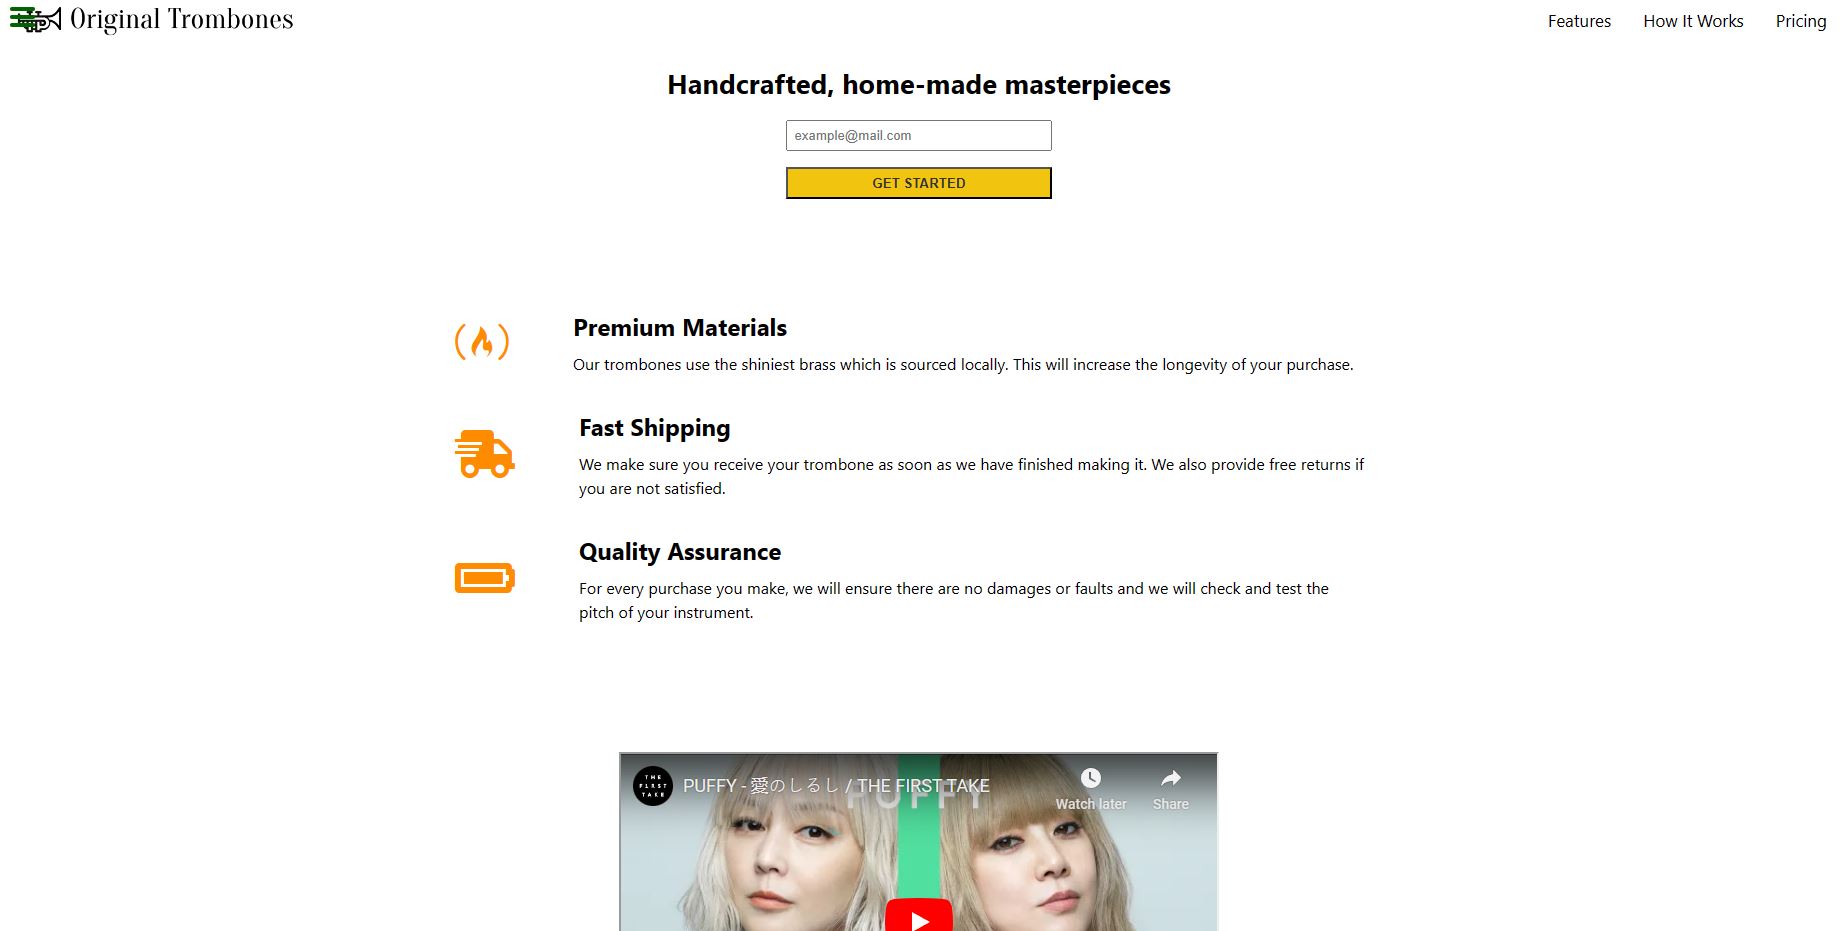 Original Trombones
Features
How It Works
Pricing
Handcrafted, home-made masterpieces
example@mail.com
GET STARTED
Premium Materials
Our trombones use the shiniest brass which is sourced locally. This will increase the longevity of your purchase.
Fast Shipping
We make sure you receive your trombone as soon as we have finished making it. We also provide free returns if
you are not satisfied.
Quality Assurance
For every purchase you make, we will ensure there are no damages or faults and we will check and test the
pitch of your instrument.
THE
FIRST
TAKE
PUFFY - 愛のしるし / THE FIRST TAKE
PUFFY
Watch later
Share